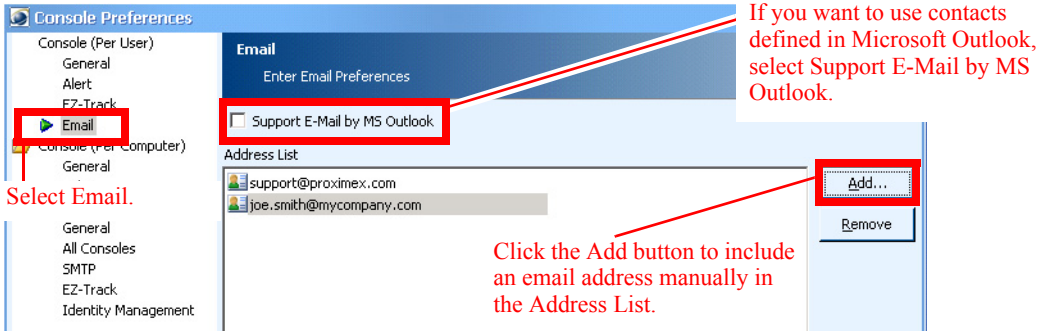 Console Preferences
Console (Per User)
General
Alert
EZ-Track
Email
Console (Per Computer)
General
Select Email.
General
All Consoles
SMTP
EZ-Track
Identity Management
Email
Enter Email Preferences
Support E-Mail by MS Outlook
Address List
support@proximex.com
joe.smith@mycompany.com
Add...
Remove
If you want to use contacts
defined in Microsoft Outlook,
select Support E-Mail by MS
Outlook.
Click the Add button to include
an email address manually in
the Address List.